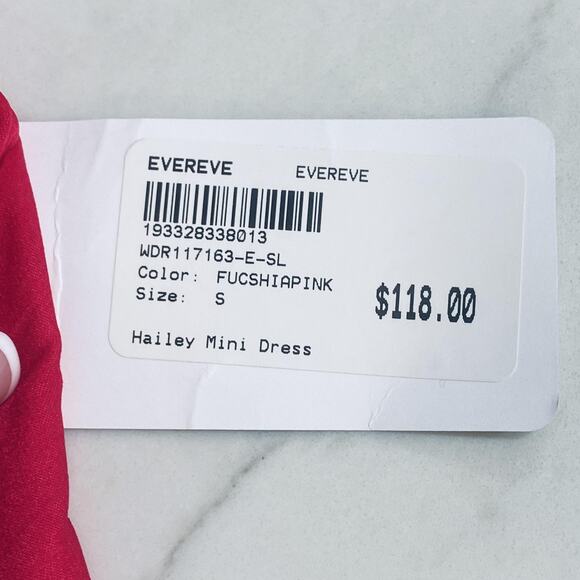 EVEREVE EVEREVE
193328338013
WDR117163-E-SL
Color: FUCSHIAPINK
Size: S
$118.00
Hailey Mini Dress